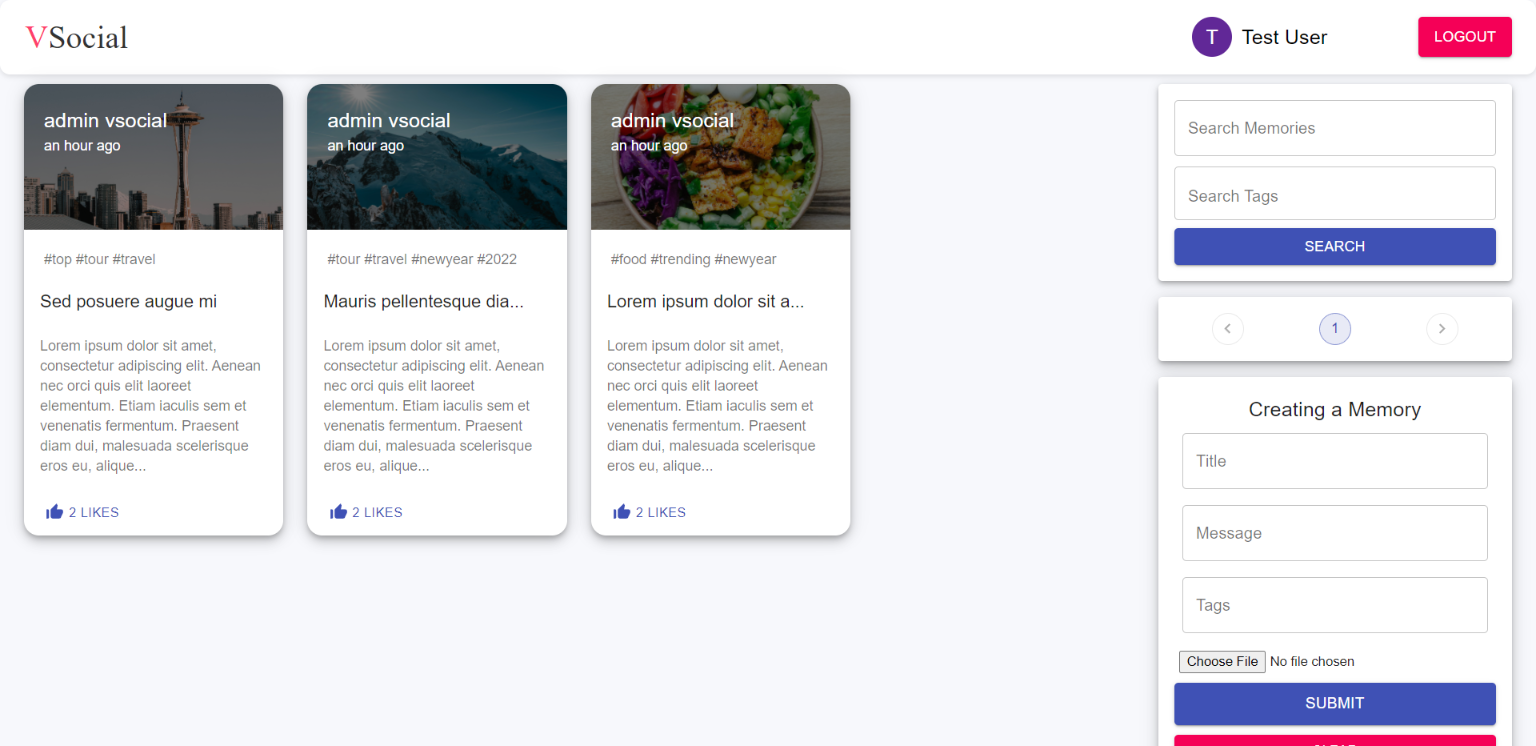 VSocial
T
Test User
LOGOUT
admin vsocial
an hour ago
#top #tour #travel
Sed posuere augue mi
Lorem ipsum dolor sit amet,
consectetur adipiscing elit. Aenean
nec orci quis elit laoreet
elementum. Etiam iaculis sem et
venenatis fermentum. Praesent
diam dui, malesuada scelerisque
eros eu, alique...
2 LIKES
admin vsocial
an hour ago
#tour #travel #newyear #2022
Mauris pellentesque dia...
Lorem ipsum dolor sit amet,
consectetur adipiscing elit. Aenean
nec orci quis elit laoreet
elementum. Etiam iaculis sem et
venenatis fermentum. Praesent
diam dui, malesuada scelerisque
eros eu, alique...
2 LIKES
admin vsocial
an hour ago
#food #trending #newyear
Lorem ipsum dolor sit a...
Lorem ipsum dolor sit amet,
consectetur adipiscing elit. Aenean
nec orci quis elit laoreet
elementum. Etiam iaculis sem et
venenatis fermentum. Praesent
diam dui, malesuada scelerisque
eros eu, alique...
2 LIKES
Search Memories
Search Tags
SEARCH
1
Creating a Memory
Title
Message
Tags
Choose File No file chosen
SUBMIT